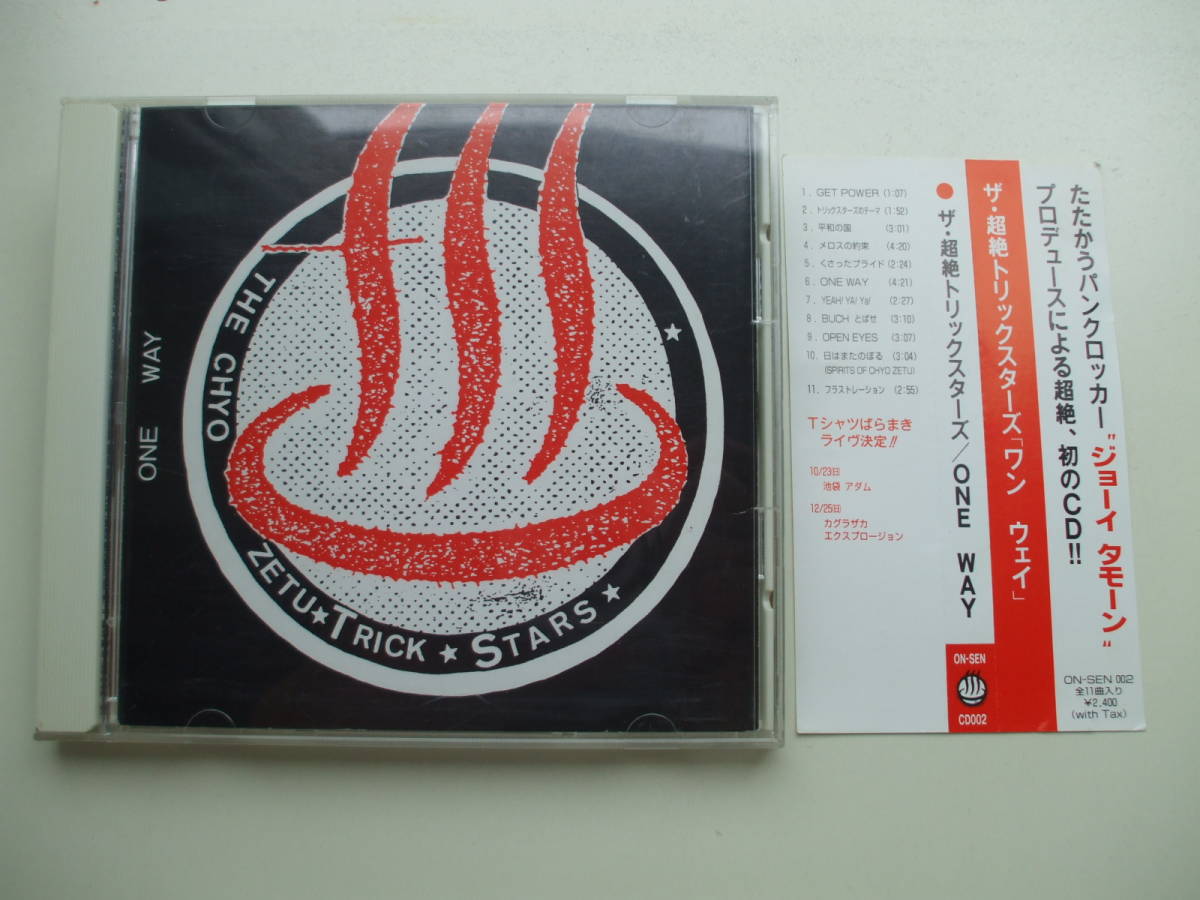 ONE WAY
THE CHYO
ZETU★TRICK★STARS★
1. GET POWER (1:07)
2. トリックスターズのテーマ (1:52)
3. 平和の国 (3:01)
4. メロスの約束 (4:20)
5. くさったプライド (2:24)
6. ONE WAY (4:21)
7. YEAH! YA! Ya! (2:27)
8. BUCH とばせ (3:10)
9. OPEN EYES (3:07)
10. 日はまたのぼる (3:04)
(SPIRITS OF CHYO ZETU)
11. フラストレーション (2:55)
Tシャツばらまき
ライヴ決定!!
10/23日
池袋 アダム
12/25日
カグラザカ
エクスプロージョン
たたかうパンクロッカー"ジョーイ タモーン"
プロデュースによる超絶、初のCD!!
ザ・超絶トリックスターズ「ワン ウェイ」
●ザ・超絶トリックスターズ/ONE WAY
ON-SEN
CD002
ON-SEN 002
全11曲入り
¥2,400
(with Tax)